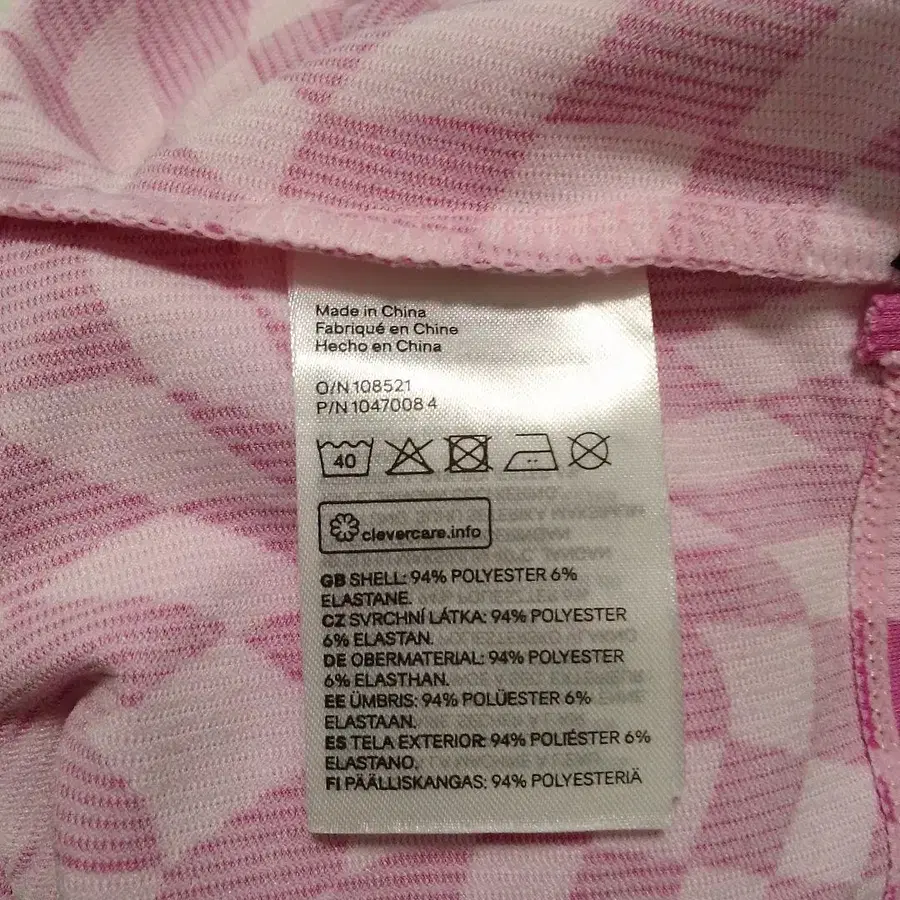 Made in China
Fabriqué en Chine
Hecho en China
O/N 108521
P/N 1047008 4
40
clevercare.info
GB SHELL: 94% POLYESTER 6%
ELASTANE.
CZ SVRCHNÍ LÁTKA: 94% POLYESTER
6% ELASTAN.
DE OBERMATERIAL: 94% POLYESTER
6% ELASTHAN.
EE ÜMBRIS: 94% POLÜESTER 6%
ELASTAAN.
ES TELA EXTERIOR: 94% POLIÉSTER 6%
ELASTANO.
FI PÄÄLLISKANGAS: 94% POLYESTERIÄ